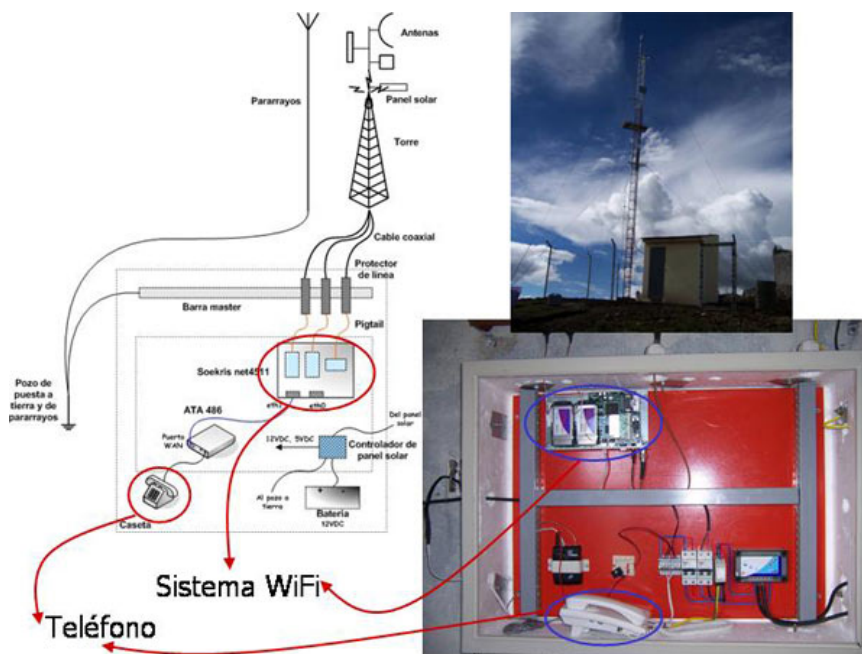 Antenas
Panel solar
Pararrayos
Torre
Cable coaxial
Protector
de línea
Barra master
Pigtail
Soekris net4511
Pozo de
puesta a
tierra y de
pararrayos
eth1
eth0
ATA 486
Puerto
WAN
Del panel
solar
12VDC, 5VDC
Controlador de
panel solar
Al pozo a
tierra
Batería
12VDC
Caseta
Sistema WiFi
Teléfono